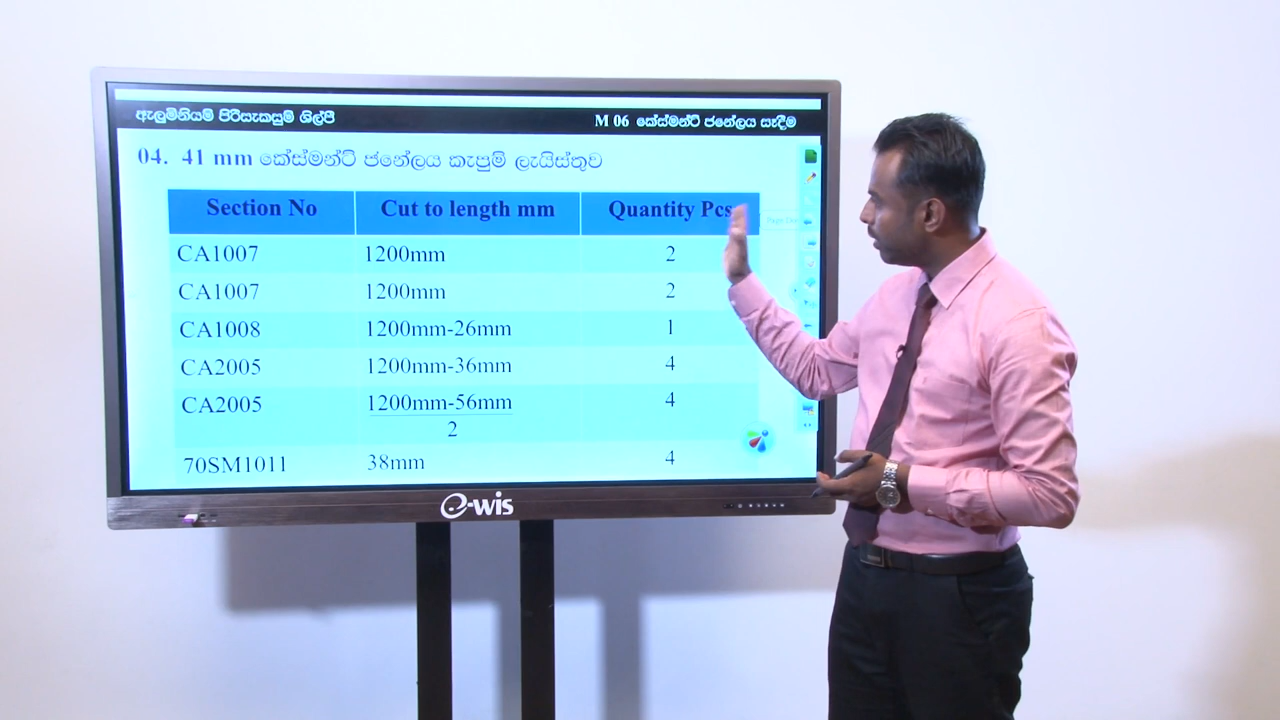 ඇලුමිනියම් පිරිසැකසුම් ශිල්පී
M 06 කේස්මන්ට් ජනේලය සෑදීම
04. 41 mm කේස්මන්ට් ජනේලය කැපුම් ලැයිස්තුව
Section No Cut to length mm Quantity Pcs
CA1007 1200mm 2
CA1007 1200mm 2
CA1008 1200mm-26mm 1
CA2005 1200mm-36mm 4
CA2005 1200mm-56mm 4
2
70SM1011 38mm 4
e-wis